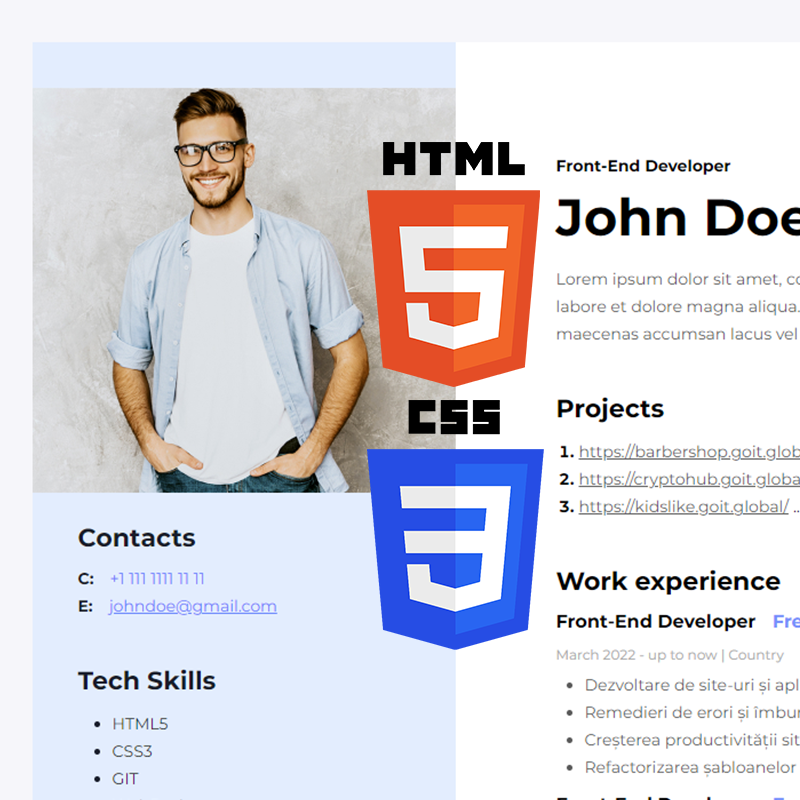 HTML
5
CSS
3
Contacts
C: +1 111 1111 11 11
E: johndoe@gmail.com
Tech Skills
• HTML5
• CSS3
• GIT
Front-End Developer
John Doe
Lorem ipsum dolor sit amet,
labore et dolore magna aliqua.
maecenas accumsan lacus vel
Projects
1. https://barbershop.goit.glob
2. https://cryptohub.goit.globa
3. https://kidslike.goit.global/ ..
Work experience
Front-End Developer Fre
March 2022 - up to now | Country
• Dezvoltare de site-uri și apl
• Remedieri de erori și îmbu
• Creșterea productivității sit
• Refactorizarea șabloanelor